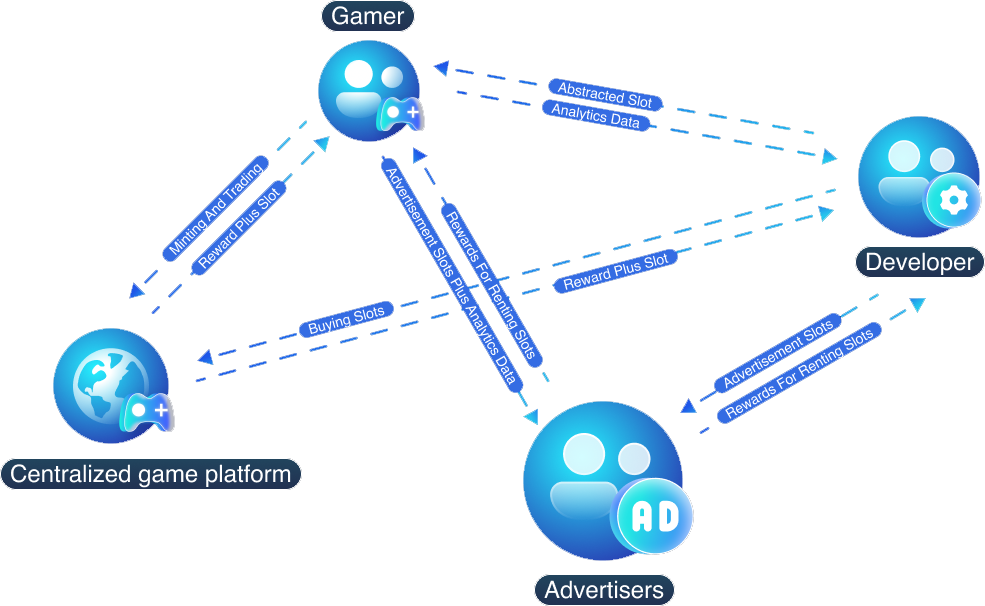 Gamer
Abstracted Slot
Analytics Data
Minting And Trading
Reward Plus Slot
Advertisement Slots Plus Analytics Data
Rewards For Renting Slots
Developer
Reward Plus Slot
Buying Slots
Advertisement Slots
Rewards For Renting Slots
Centralized game platform
AD
Advertisers